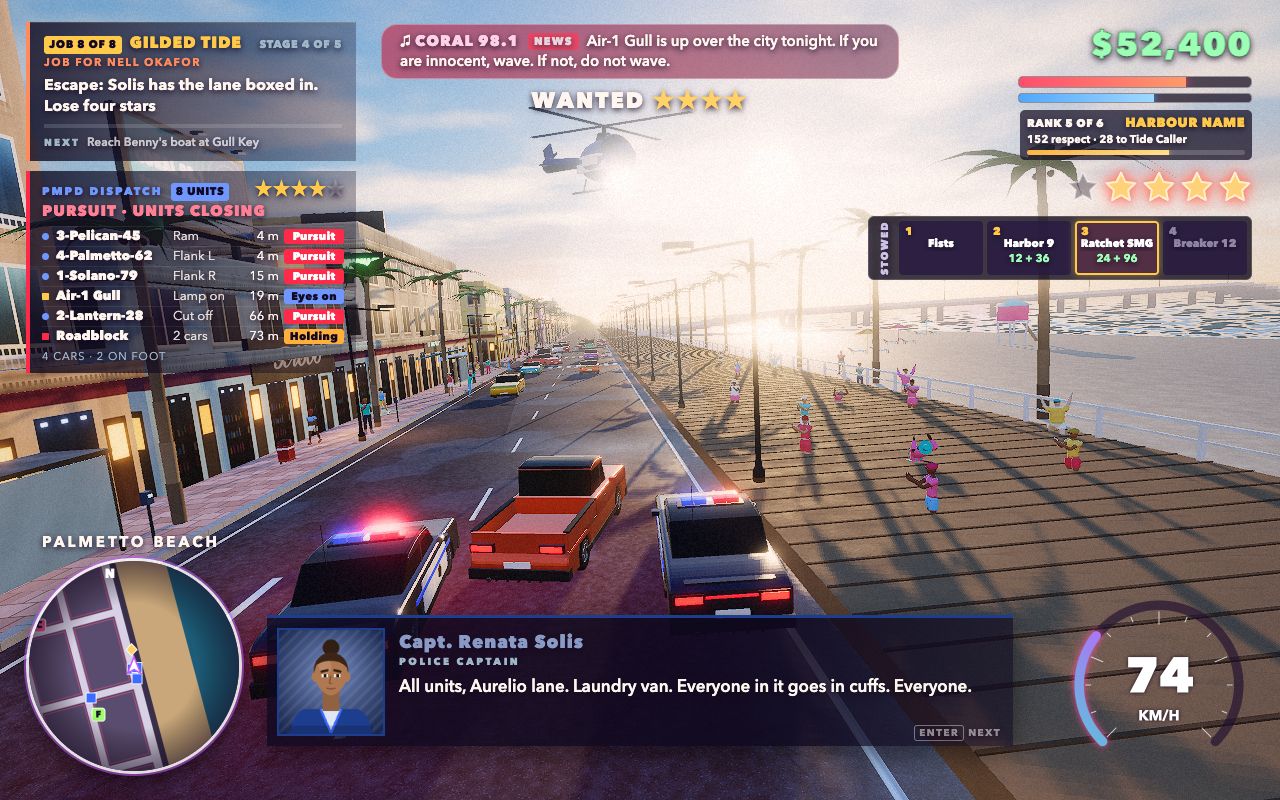 JOB 8 OF 8 GILDED TIDE STAGE 4 OF 5
JOB FOR NELL OKAFOR
Escape: Solis has the lane boxed in.
Lose four stars
NEXT Reach Benny's boat at Gull Key
PMPD DISPATCH 8 UNITS
PURSUIT • UNITS CLOSING
3-Pelican-45 Ram 4 m Pursuit
4-Palmetto-62 Flank L 4 m Pursuit
1-Solano-79 Flank R 15 m Pursuit
Air-1 Gull Lamp on 19 m Eyes on
2-Lantern-28 Cut off 66 m Pursuit
Roadblock 2 cars 73 m Holding
4 CARS · 2 ON FOOT
♫ CORAL 98.1 NEWS Air-1 Gull is up over the city tonight. If you
are innocent, wave. If not, do not wave.
WANTED
$52,400
RANK 5 OF 6 HARBOUR NAME
152 respect · 28 to Tide Caller
STOWED
1 Fists
2 Harbor 9
12 + 36
3 Ratchet SMG
24 + 96
4 Breaker 12
PALMETTO BEACH
N
F
Capt. Renata Solis
POLICE CAPTAIN
All units, Aurelio lane. Laundry van. Everyone in it goes in cuffs. Everyone.
ENTER NEXT
74
KM/H